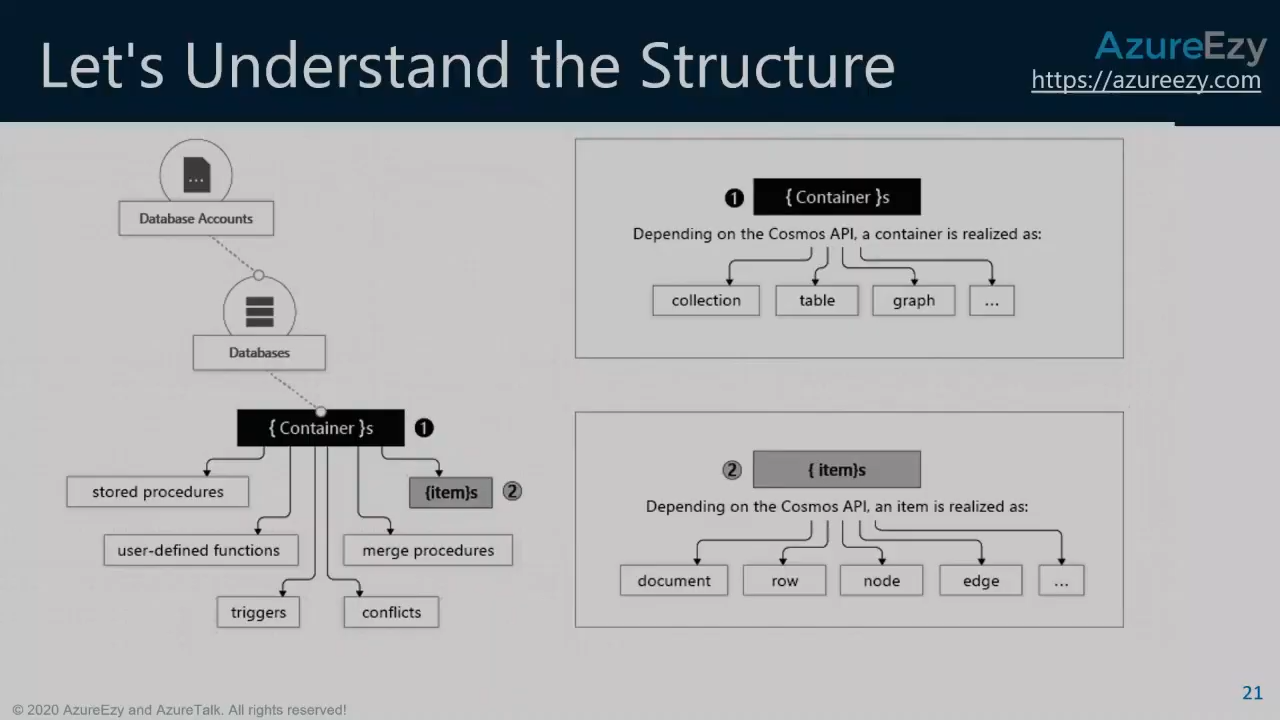 Let's Understand the Structure
AzureEzy
https://azureezy.com
...
Database Accounts
Databases
{ Container }s
1
stored procedures
{item}s
2
user-defined functions
merge procedures
triggers
conflicts
1
{ Container }s
Depending on the Cosmos API, a container is realized as:
collection
table
graph
...
2
{ item}s
Depending on the Cosmos API, an item is realized as:
document
row
node
edge
...
21
© 2020 AzureEzy and AzureTalk. All rights reserved!